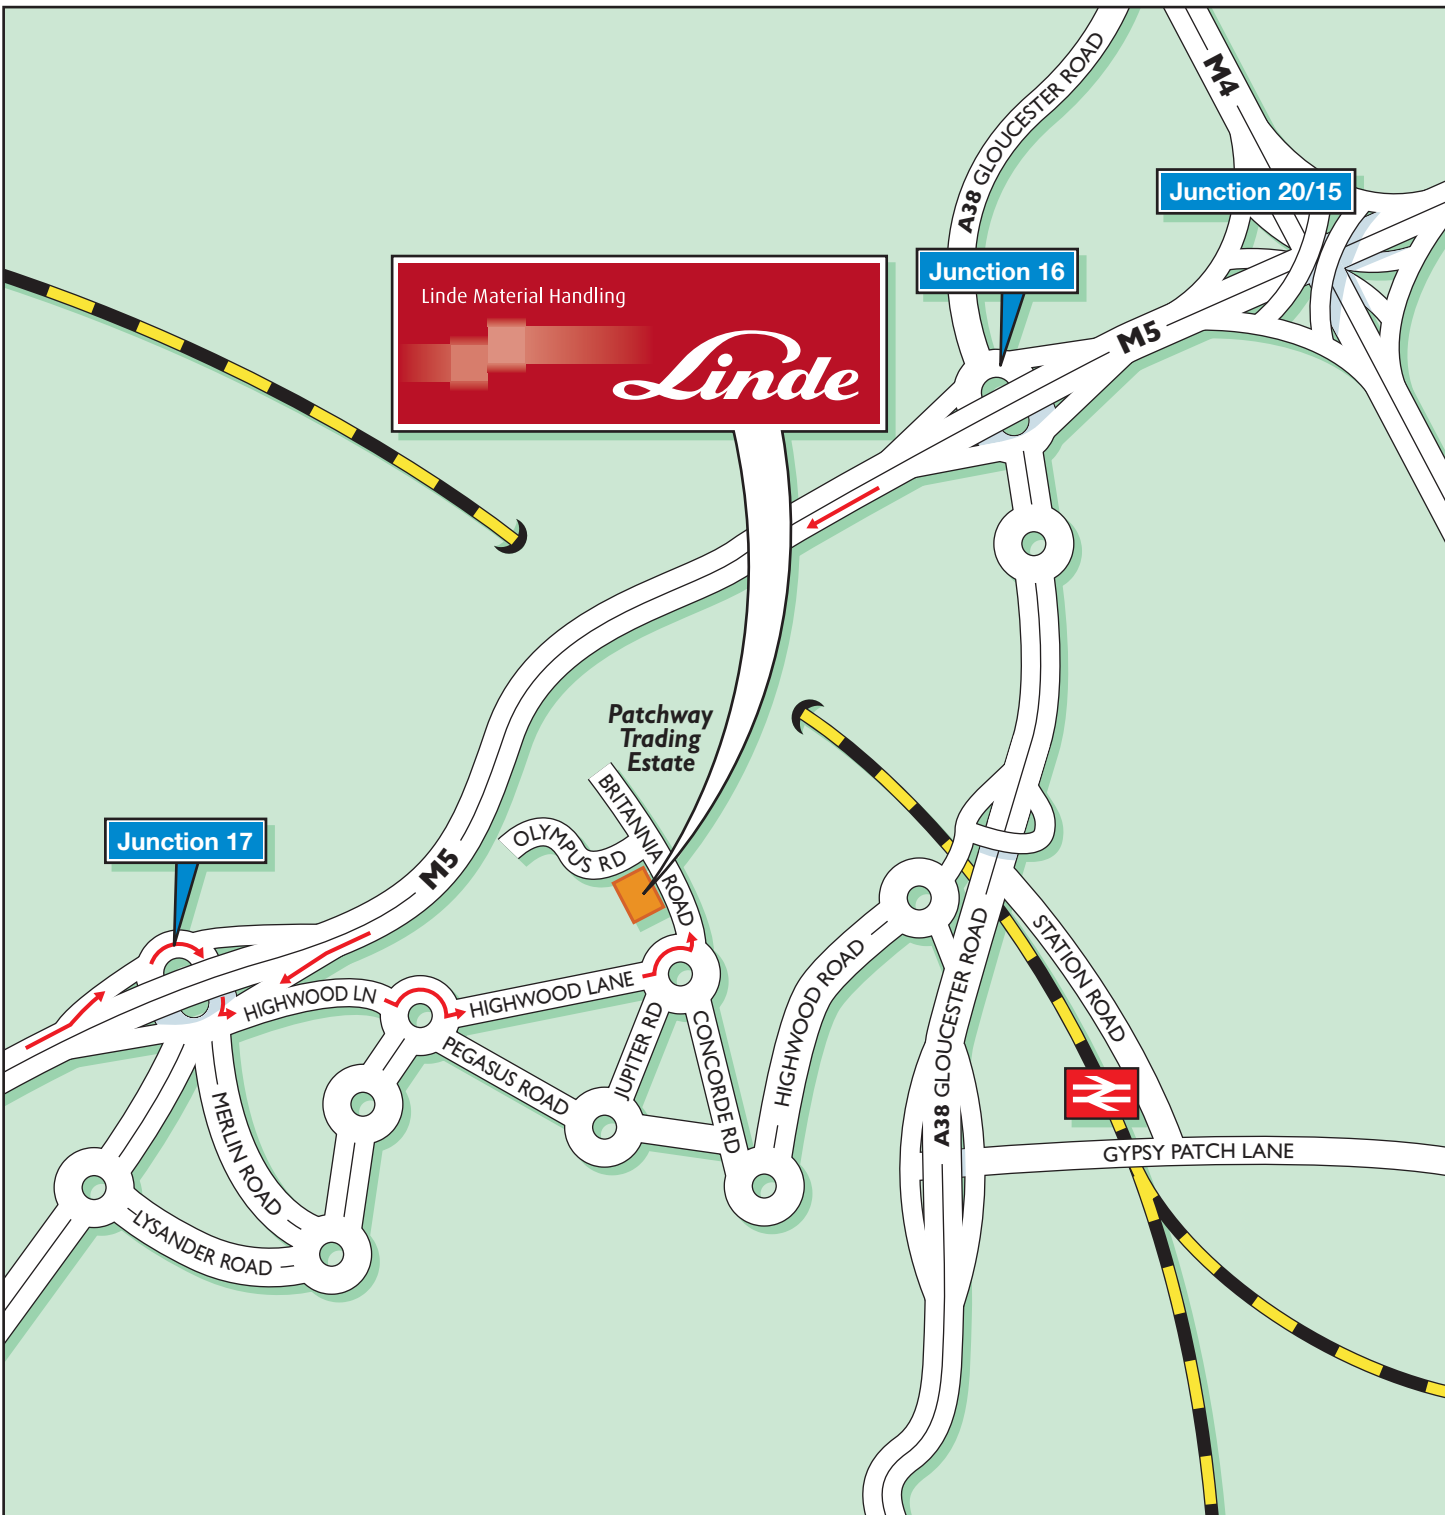 A38 GLOUCESTER ROAD
M4
Junction 20/15
Junction 16
Linde Material Handling
Linde
M5
Patchway
Trading
Estate
BRITANNIA ROAD
OLYMPUS RD
Junction 17
M5
HIGHWOOD LN
HIGHWOOD LANE
PEGASUS ROAD
JUPITER RD
CONCORDE RD
HIGHWOOD ROAD
A38 GLOUCESTER ROAD
STATION ROAD
MERLIN ROAD
LYSANDER ROAD
GYPSY PATCH LANE